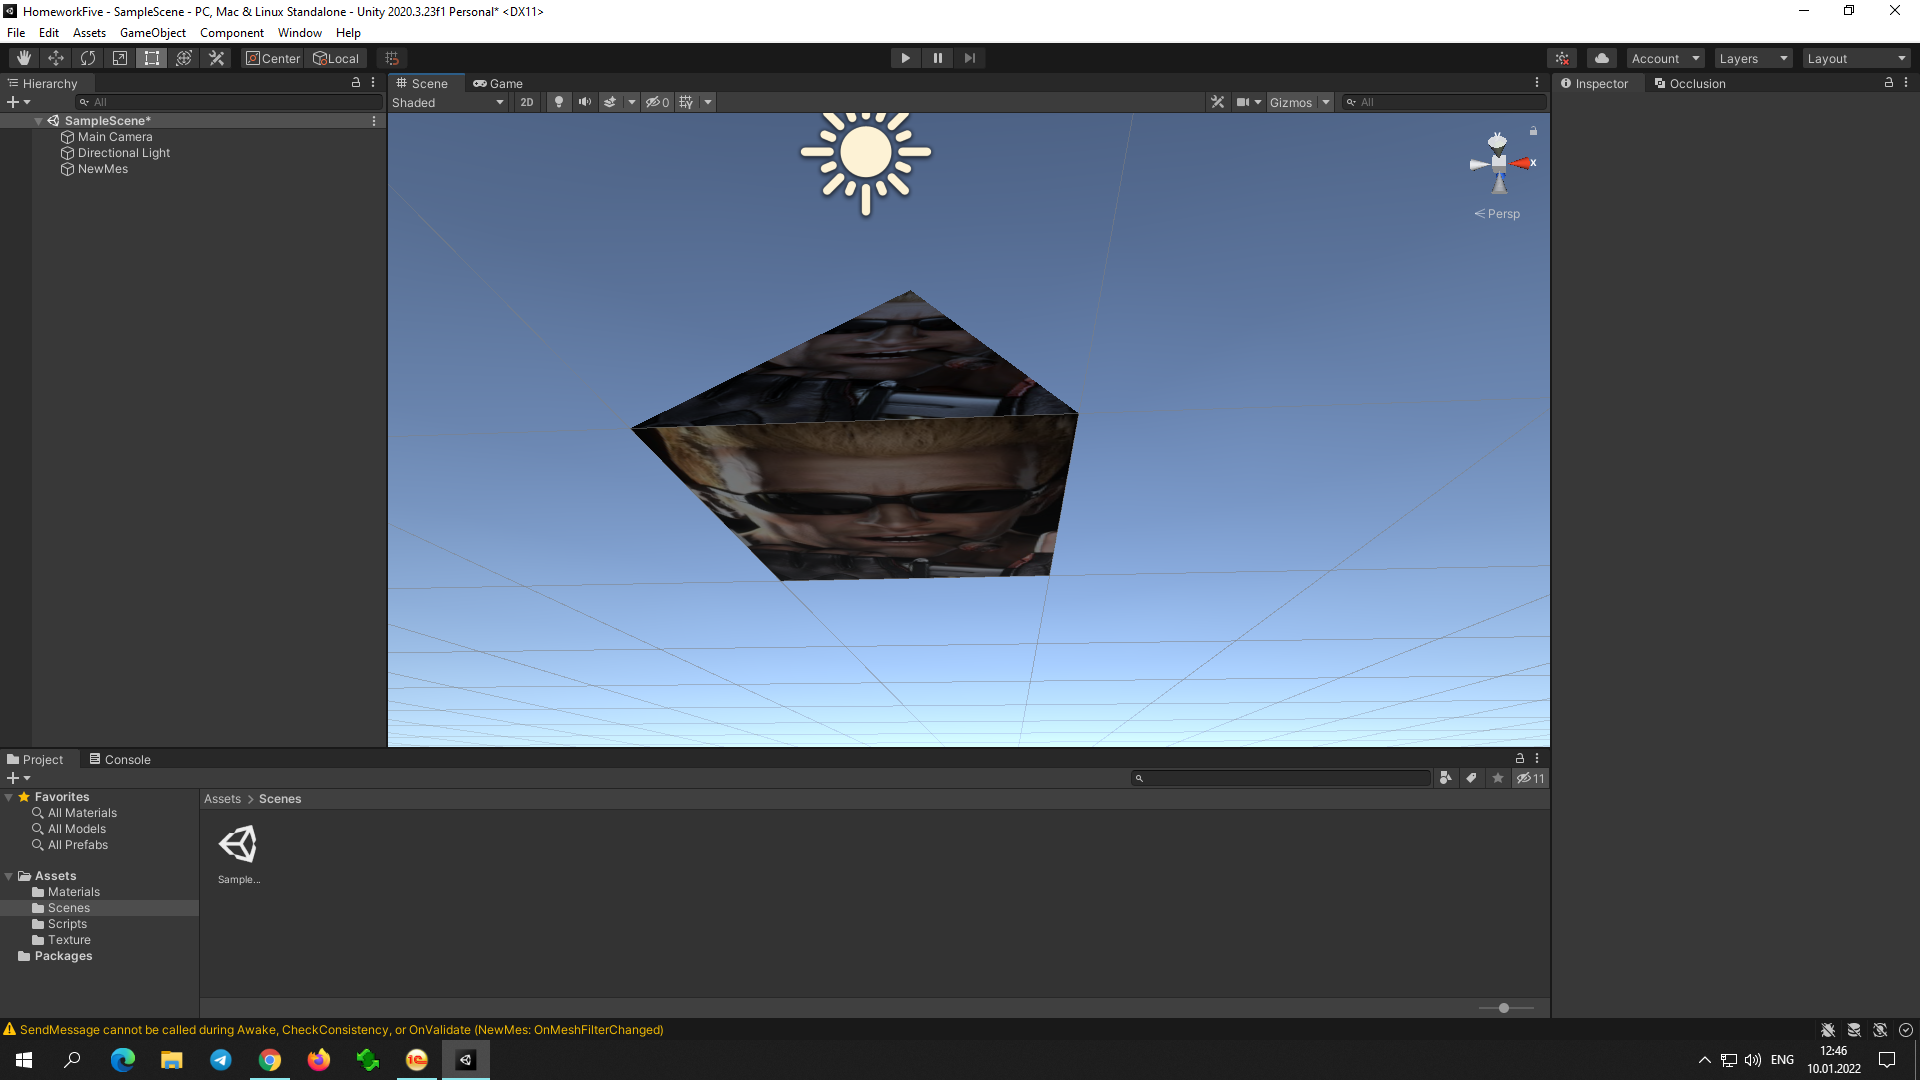 HomeworkFive - SampleScene - PC, Mac & Linux Standalone - Unity 2020.3.23f1 Personal* <DX11>
File Edit Assets GameObject Component Window Help
Center Local Account Layers Layout
Hierarchy Scene Game Inspector Occlusion
All Shaded 2D 0 Gizmos All
SampleScene*
Main Camera
Directional Light
NewMes
y
x
Persp
Project Console
11
Favorites
All Materials
All Models
All Prefabs
Assets > Scenes
Sample...
Assets
Materials
Scenes
Scripts
Texture
Packages
SendMessage cannot be called during Awake, CheckConsistency, or OnValidate (NewMes: OnMeshFilterChanged)
1С
ENG
12:46
10.01.2022